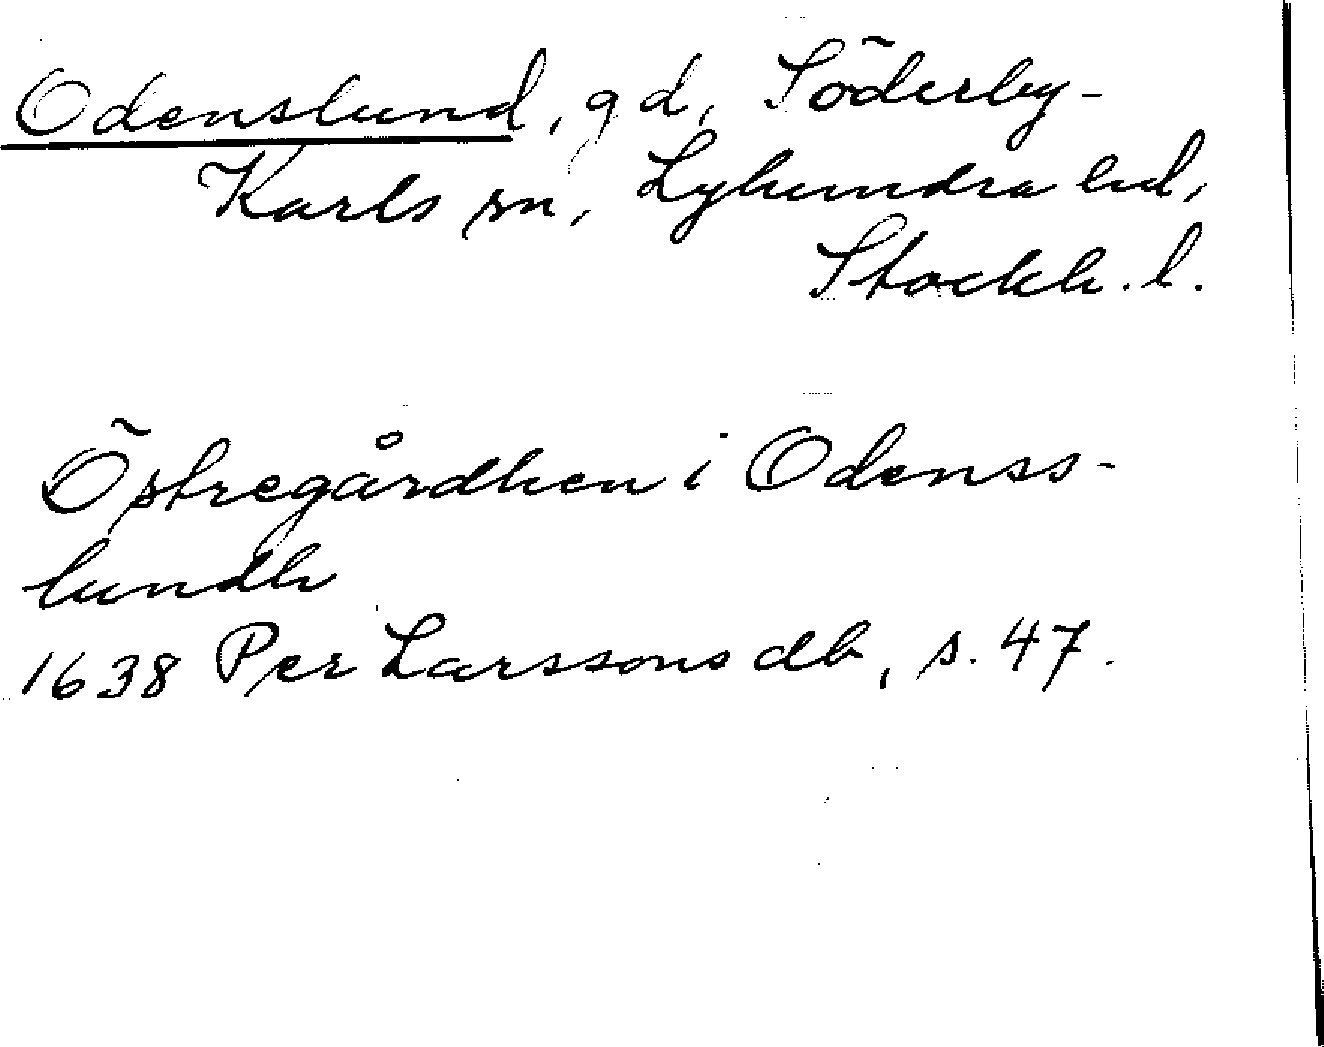 Odenslund, gd, Söderby-
Karls sn, Lyhundra hd,
Stockh. l.
Östregårdhen i Odenss-
lundh
1638 Per Larssons db, s. 47.